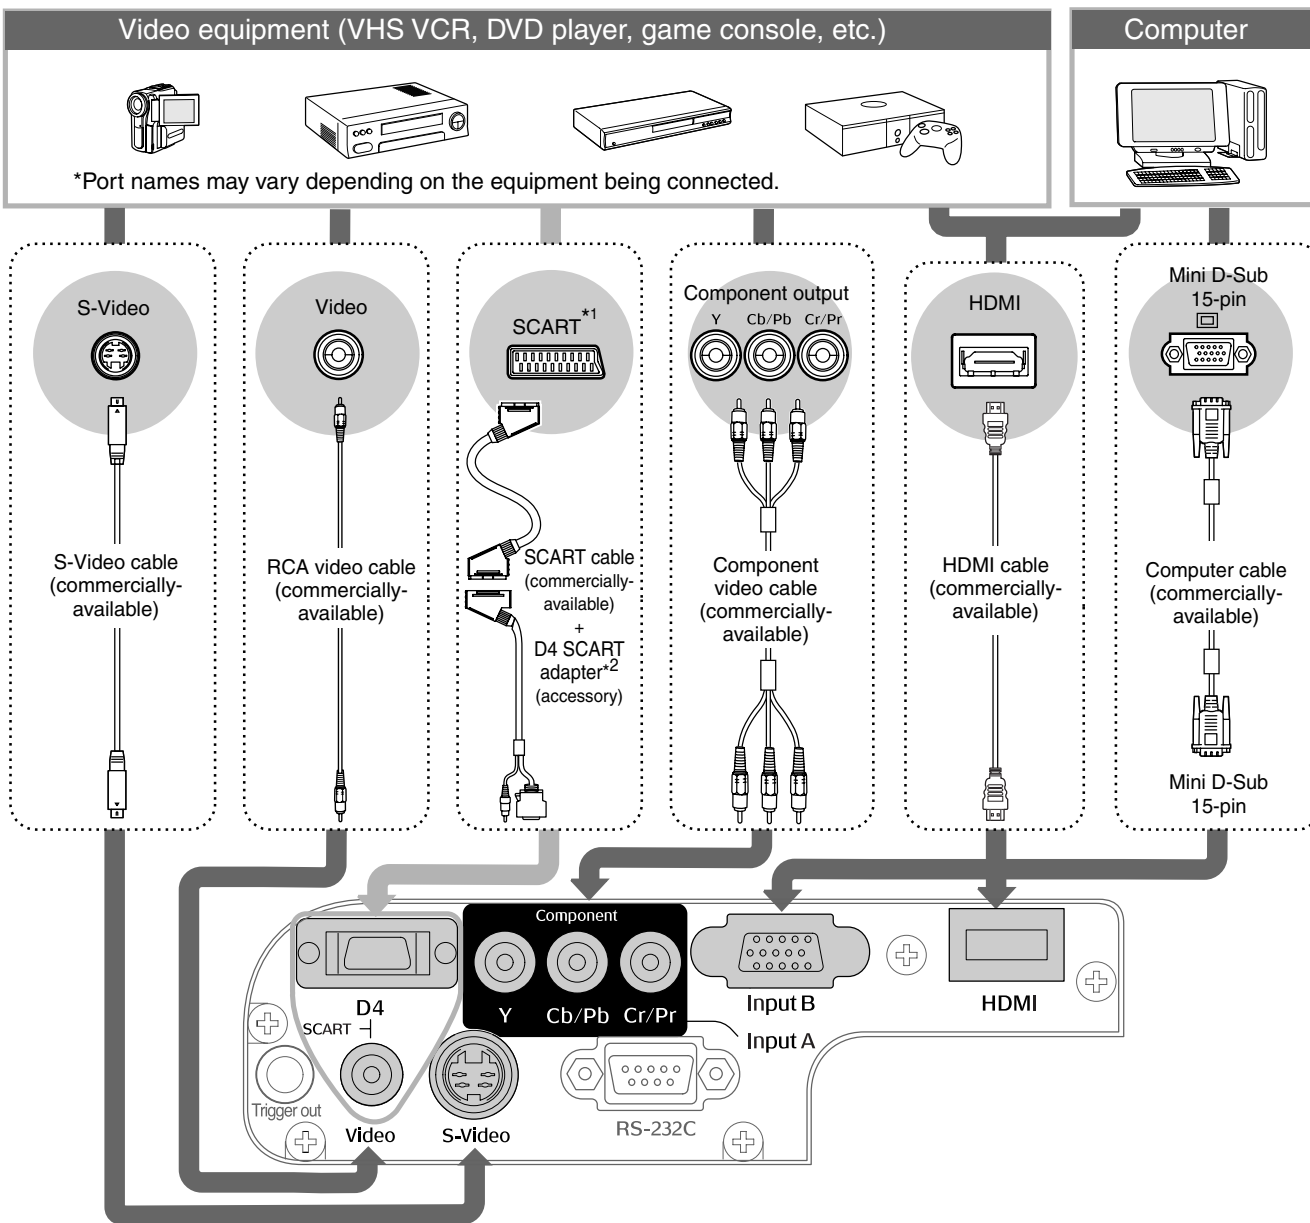 Video equipment (VHS VCR, DVD player, game console, etc.)
Computer
*Port names may vary depending on the equipment being connected.
S-Video
Video
SCART*1
Component output
Y Cb/Pb Cr/Pr
HDMI
Mini D-Sub
15-pin
S-Video cable
(commercially-
available)
RCA video cable
(commercially-
available)
SCART cable
(commercially-
available)
+
D4 SCART
adapter*2
(accessory)
Component
video cable
(commercially-
available)
HDMI cable
(commercially-
available)
Computer cable
(commercially-
available)
Mini D-Sub
15-pin
Component
Y Cb/Pb Cr/Pr
D4
SCART
Input B
Input A
HDMI
Trigger out
Video
S-Video
RS-232C